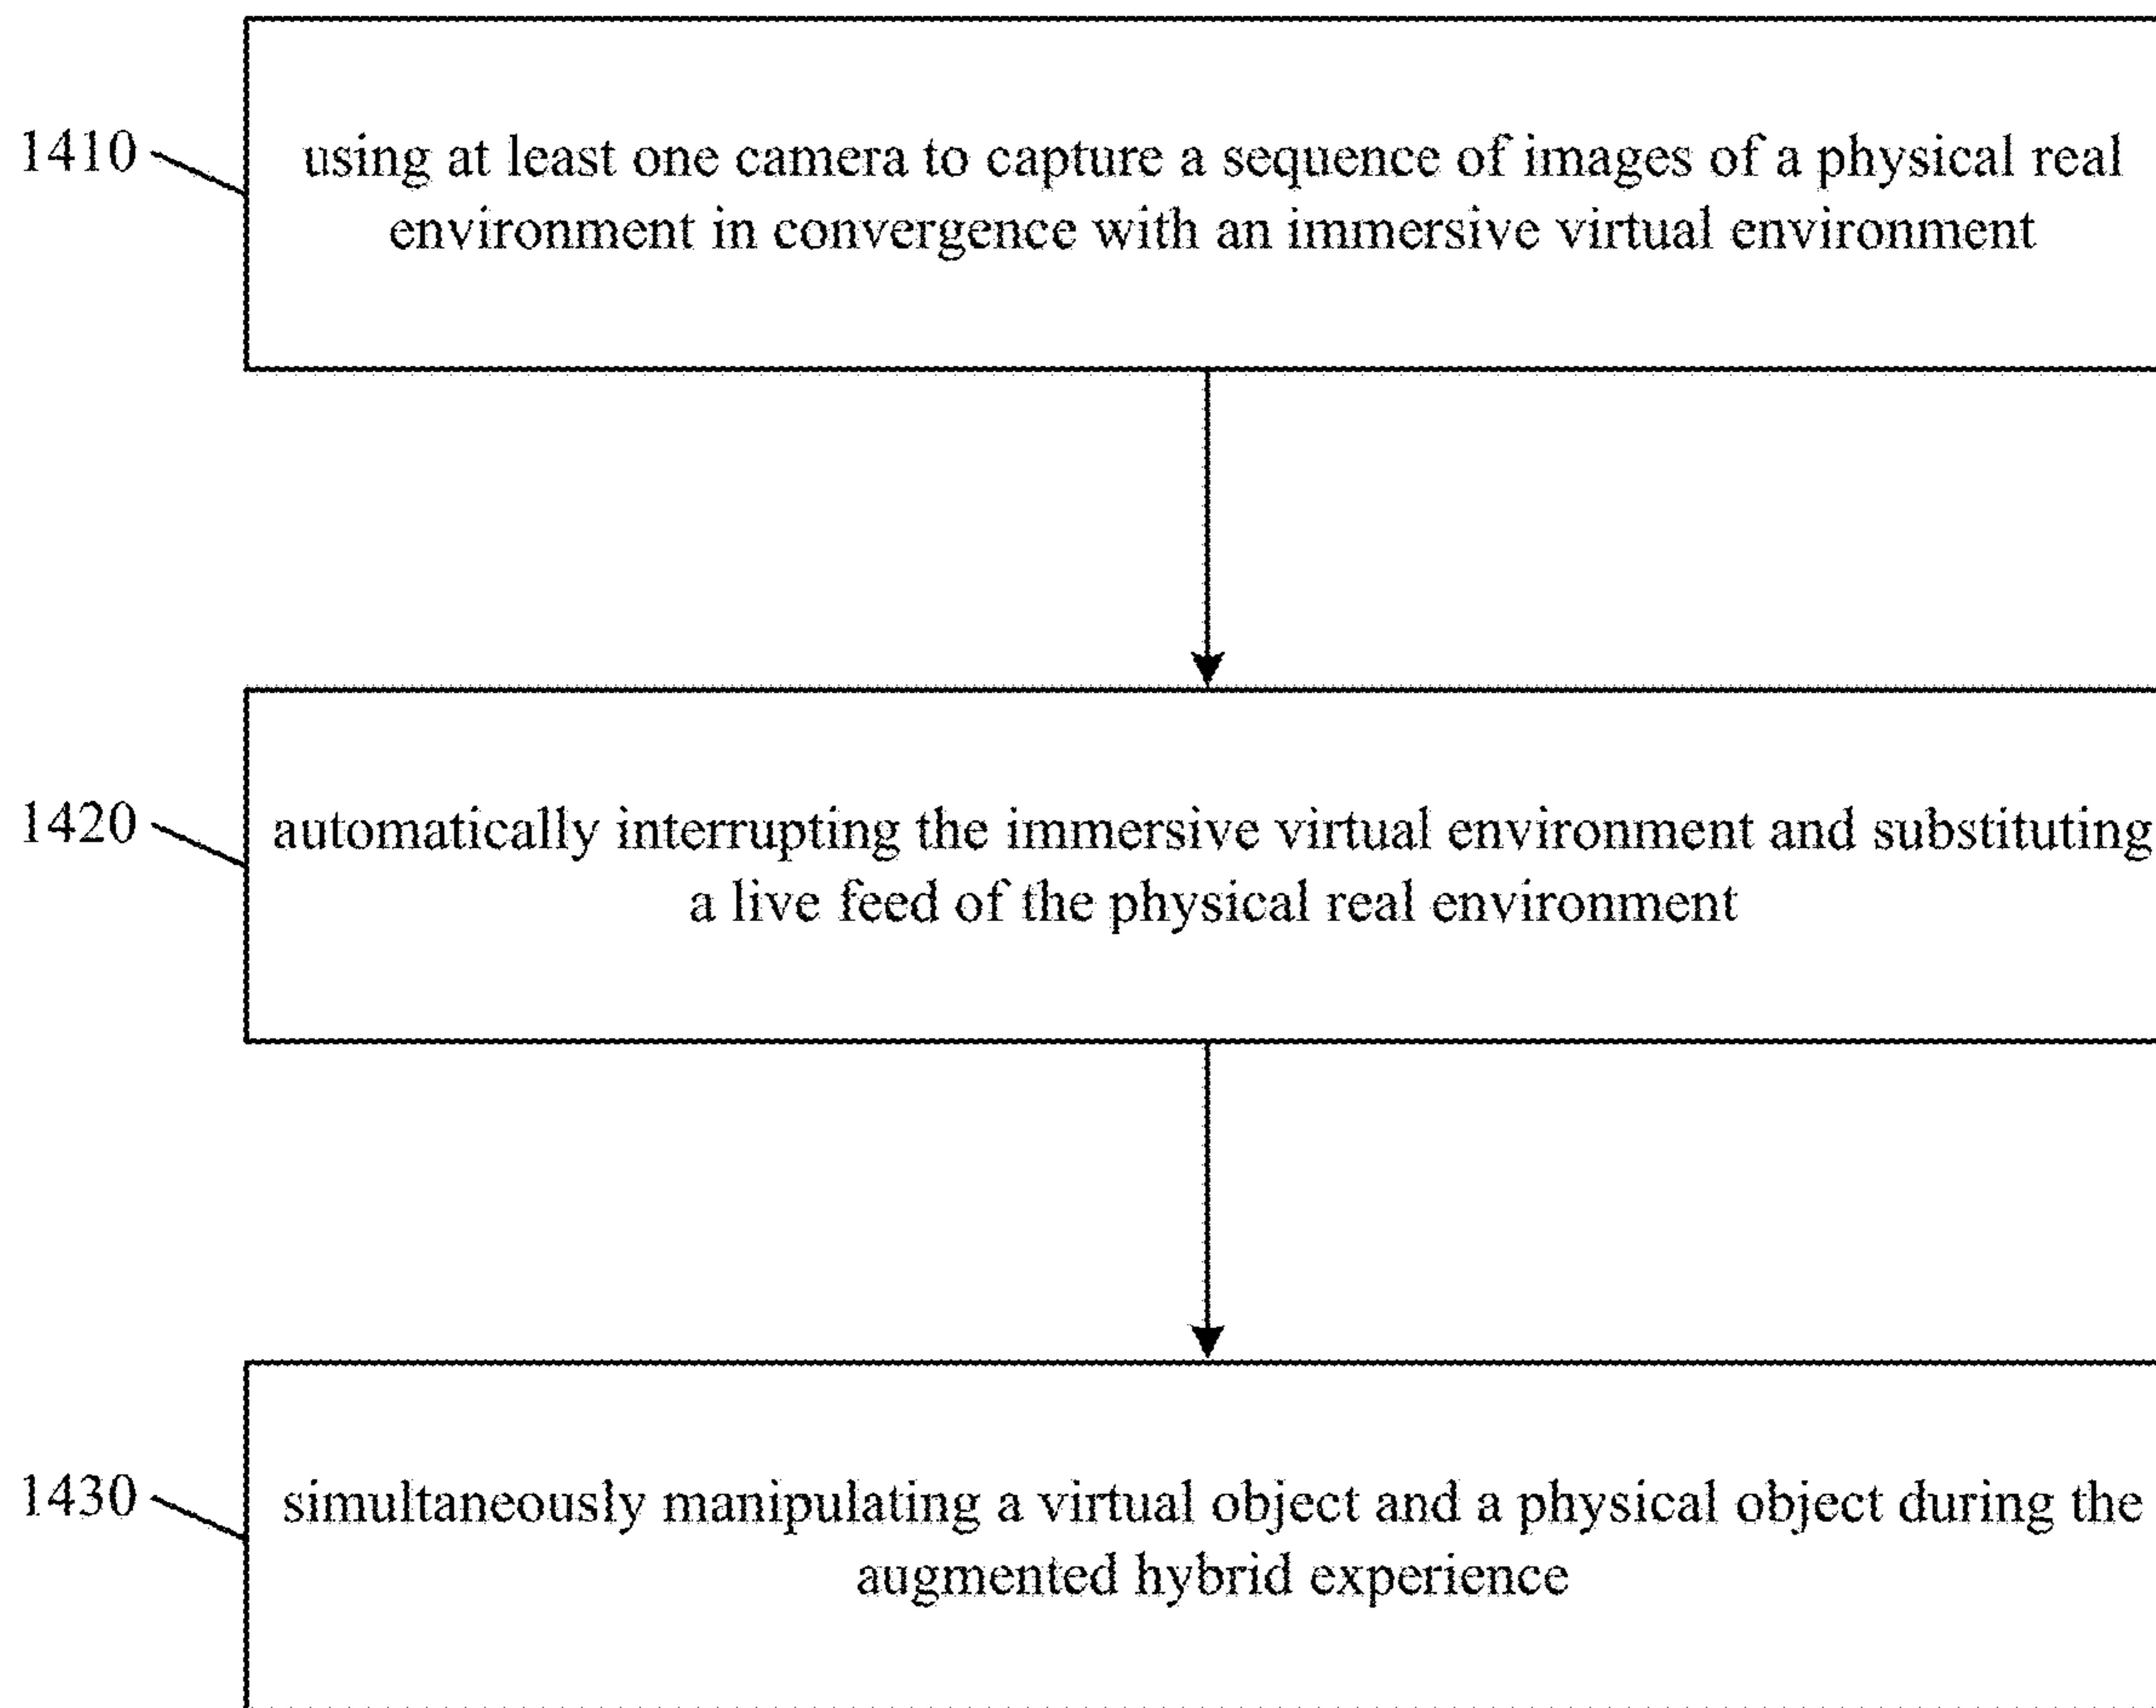 1410
using at least one camera to capture a sequence of images of a physical real
environment in convergence with an immersive virtual environment
1420
automatically interrupting the immersive virtual environment and substituting
a live feed of the physical real environment
1430
simultaneously manipulating a virtual object and a physical object during the
augmented hybrid experience